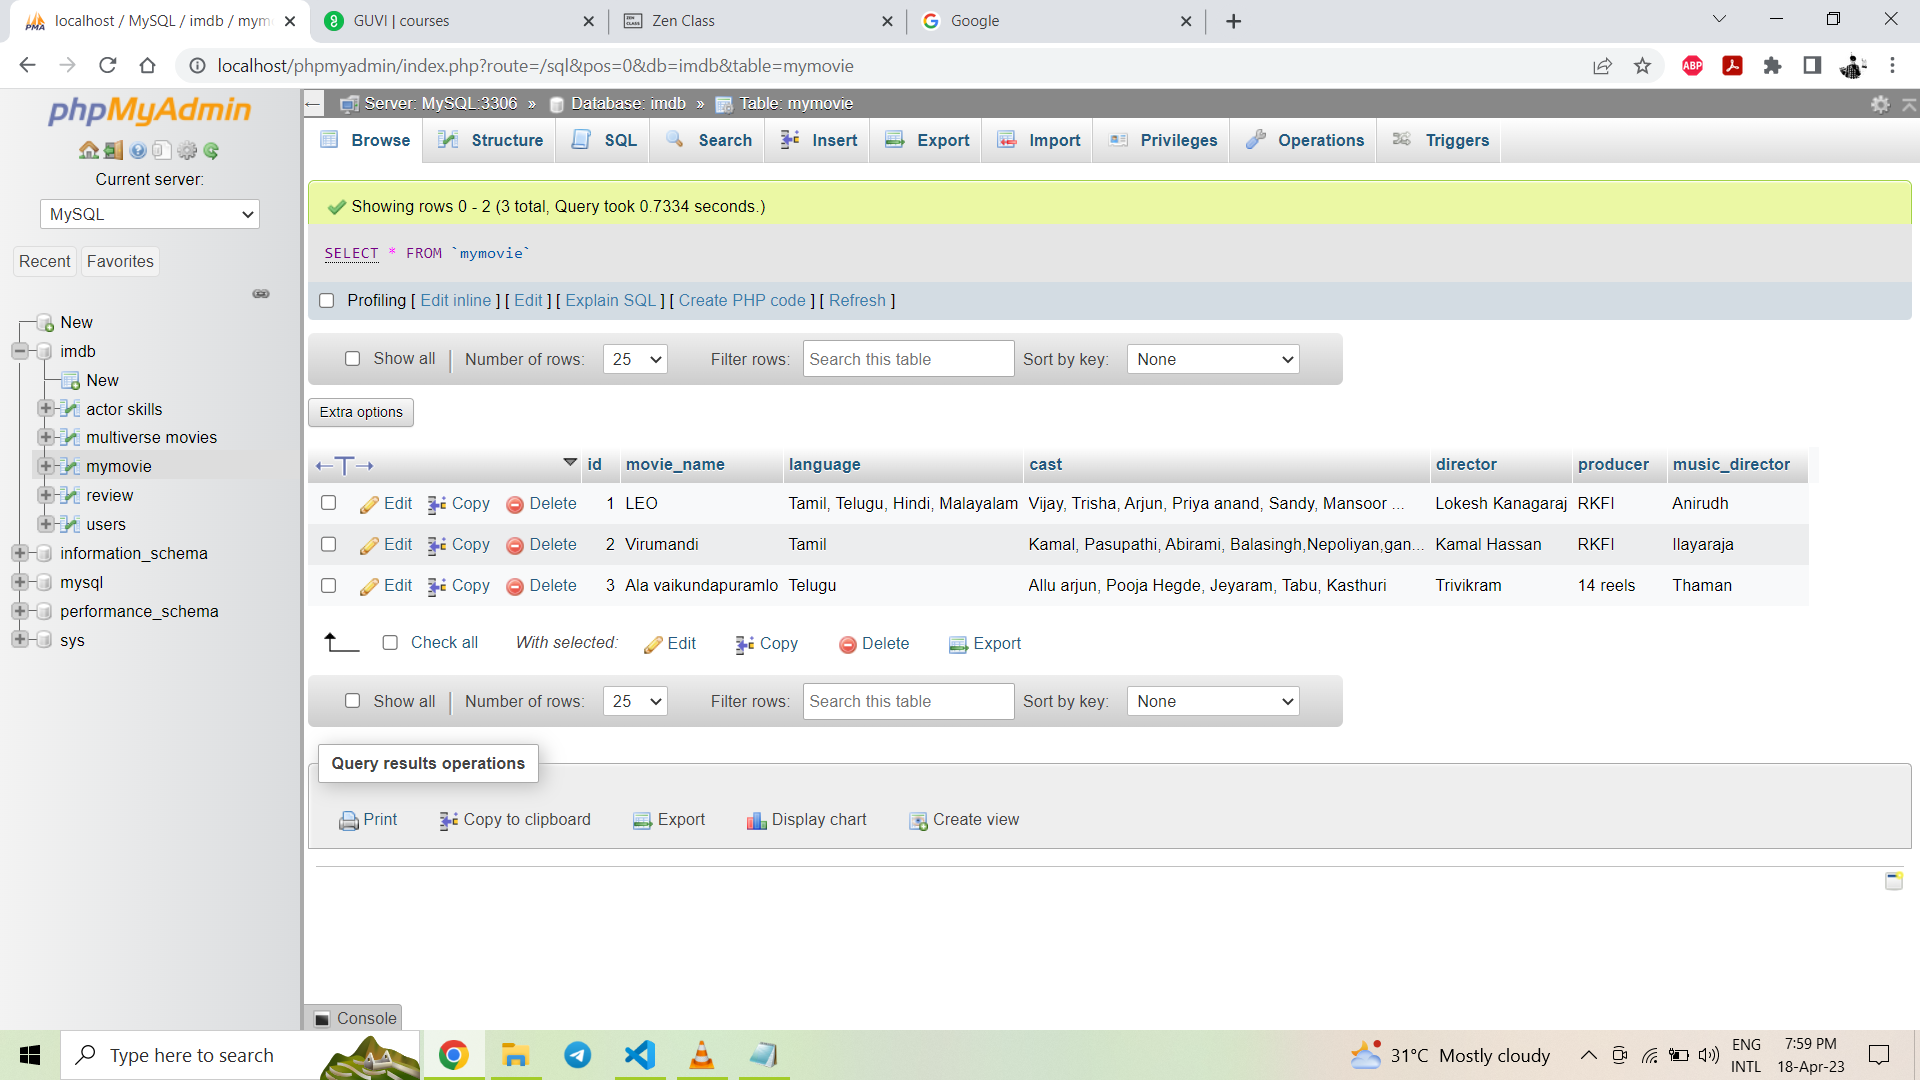 localhost / MySQL / imdb / mym
GUVI | courses
Zen Class
Google
localhost/phpmyadmin/index.php?route=/sql&pos=0&db=imdb&table=mymovie
phpMyAdmin
Current server:
MySQL
Recent Favorites
New
imdb
New
actor skills
multiverse movies
mymovie
review
users
information_schema
mysql
performance_schema
sys
Server: MySQL:3306 » Database: imdb » Table: mymovie
Browse Structure SQL Search Insert Export Import Privileges Operations Triggers
Showing rows 0 - 2 (3 total, Query took 0.7334 seconds.)
SELECT * FROM `mymovie`
Profiling [ Edit inline ] [ Edit ] [ Explain SQL ] [ Create PHP code ] [ Refresh ]
Show all | Number of rows: 25 Filter rows: Search this table Sort by key: None
Extra options
←T→ id movie_name language cast director producer music_director
Edit Copy Delete 1 LEO Tamil, Telugu, Hindi, Malayalam Vijay, Trisha, Arjun, Priya anand, Sandy, Mansoor ... Lokesh Kanagaraj RKFI Anirudh
Edit Copy Delete 2 Virumandi Tamil Kamal, Pasupathi, Abirami, Balasingh,Nepoliyan,gan... Kamal Hassan RKFI Ilayaraja
Edit Copy Delete 3 Ala vaikundapuramlo Telugu Allu arjun, Pooja Hegde, Jeyaram, Tabu, Kasthuri Trivikram 14 reels Thaman
Check all With selected: Edit Copy Delete Export
Show all | Number of rows: 25 Filter rows: Search this table Sort by key: None
Query results operations
Print Copy to clipboard Export Display chart Create view
Console
Type here to search
31°C Mostly cloudy
ENG
INTL
7:59 PM
18-Apr-23
ABP